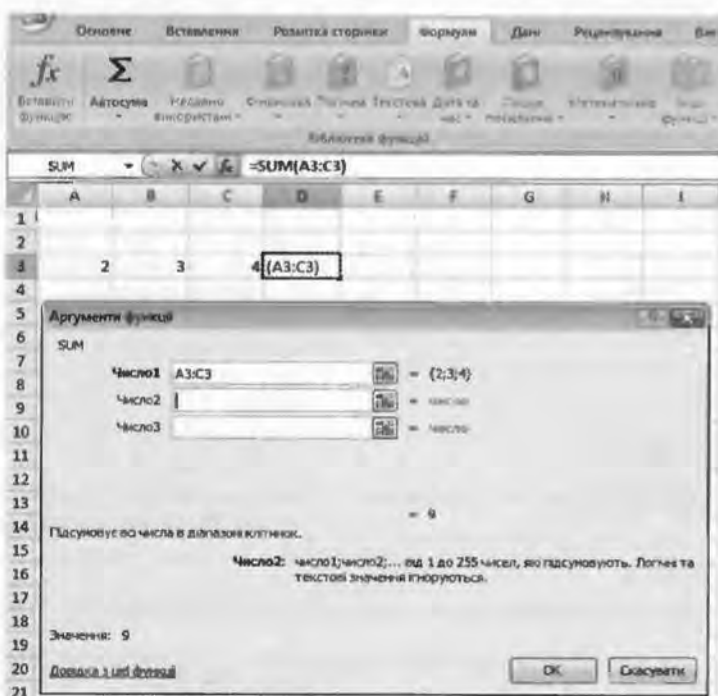 Основне Вставлення Розмітка сторінки Формули Дані Рецензування
fx Σ
Вставити Автосума Нещодавно Фінансова Логічна Текстова Дата та
функцію використані час
Бібліотека функцій
SUM fx =SUM(A3:C3)
A B C D E F G H I
1
2
3 2 3 4 (A3:C3)
4
5 Аргументи функції
6 SUM
7 Число1 A3:C3 = {2;3;4}
8 Число2 = число
9 Число3 = число
10
11
12
13 = 9
14 Підсумовує всі числа в діапазоні клітинок.
15 Число2: число1;число2;... від 1 до 255 чисел, які підсумовують. Логічні та
16 текстові значення ігноруються.
17
18
19 Значення: 9
20 Довідка з цієї функції OK Скасувати
21